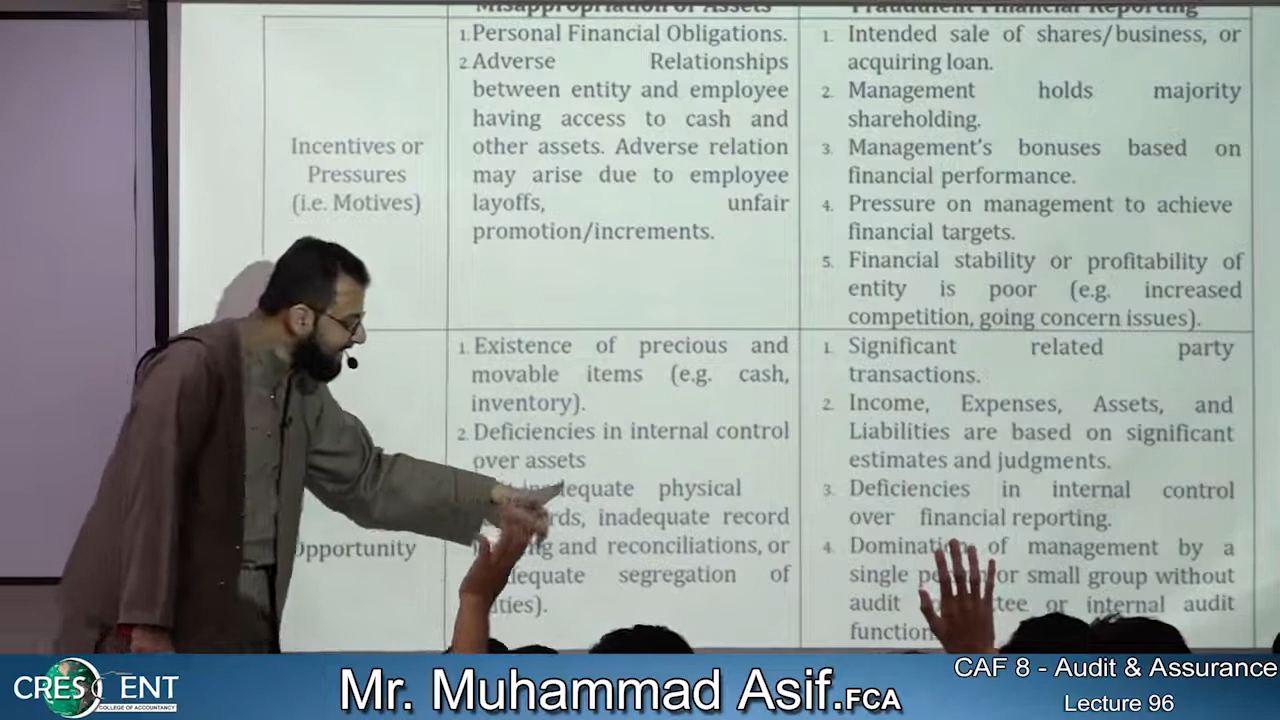 Misappropriation of Assets
Fraudulent Financial Reporting
Incentives or
Pressures
(i.e. Motives)
1. Personal Financial Obligations.
2. Adverse Relationships
between entity and employee
having access to cash and
other assets. Adverse relation
may arise due to employee
layoffs, unfair
promotion/increments.
1. Intended sale of shares/business, or
acquiring loan.
2. Management holds majority
shareholding.
3. Management's bonuses based on
financial performance.
4. Pressure on management to achieve
financial targets.
5. Financial stability or profitability of
entity is poor (e.g. increased
competition, going concern issues).
Opportunity
1. Existence of precious and
movable items (e.g. cash,
inventory).
2. Deficiencies in internal control
over assets
physical
inadequate record
and reconciliations, or
segregation of
1. Significant related party
transactions.
2. Income, Expenses, Assets, and
Liabilities are based on significant
estimates and judgments.
3. Deficiencies in internal control
over financial reporting.
4. Domination of management by a
single or small group without
audit or internal audit
function
CRESCENT
COLLEGE OF ACCOUNTANCY
Mr. Muhammad Asif.FCA
CAF 8 - Audit & Assurance
Lecture 96